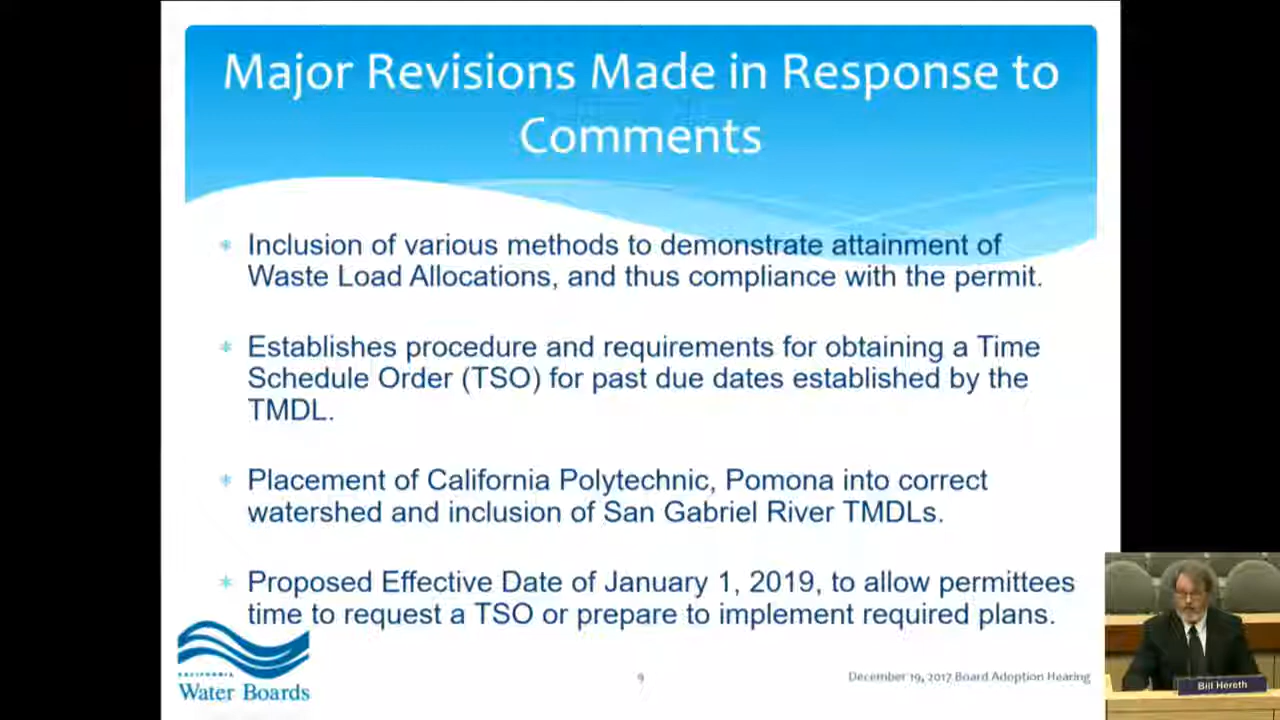 Major Revisions Made in Response to
Comments
Inclusion of various methods to demonstrate attainment of
Waste Load Allocations, and thus compliance with the permit.
Establishes procedure and requirements for obtaining a Time
Schedule Order (TSO) for past due dates established by the
TMDL.
Placement of California Polytechnic, Pomona into correct
watershed and inclusion of San Gabriel River TMDLs.
Proposed Effective Date of January 1, 2019, to allow permittees
time to request a TSO or prepare to implement required plans.
CALIFORNIA
Water Boards
9
December 19, 2017 Board Adoption Hearing
Bill Hereth